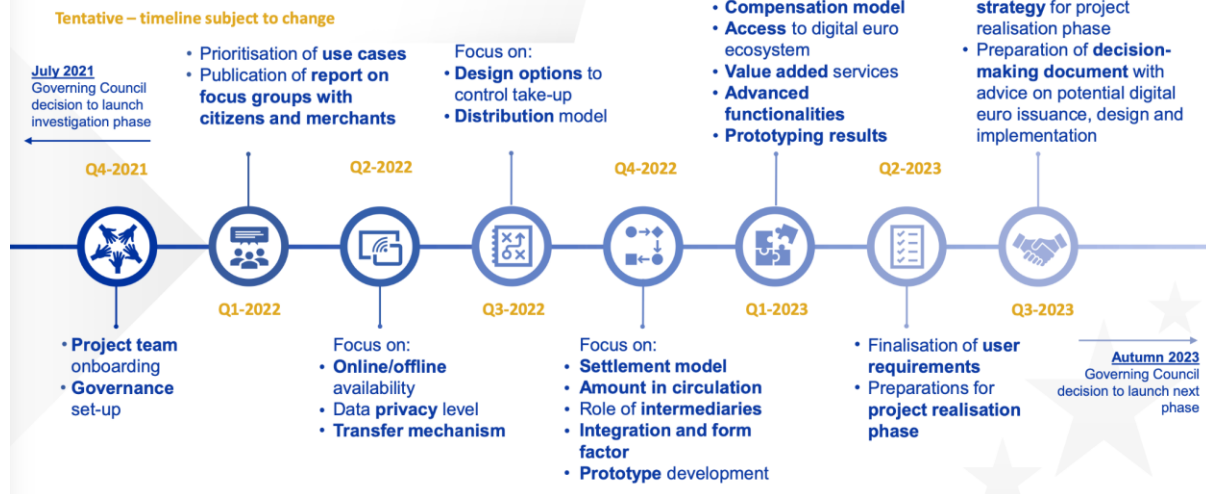 Tentative – timeline subject to change
July 2021
Governing Council
decision to launch
investigation phase
Q4-2021
• Project team
onboarding
• Governance
set-up
• Prioritisation of use cases
• Publication of report on
focus groups with
citizens and merchants
Q1-2022
Q2-2022
Focus on:
• Online/offline
availability
• Data privacy level
• Transfer mechanism
Focus on:
• Design options to
control take-up
• Distribution model
Q3-2022
Q4-2022
Focus on:
• Settlement model
• Amount in circulation
• Role of intermediaries
• Integration and form
factor
• Prototype development
• Compensation model
• Access to digital euro
ecosystem
• Value added services
• Advanced
functionalities
• Prototyping results
Q1-2023
Q2-2023
• Finalisation of user
requirements
• Preparations for
project realisation
phase
strategy for project
realisation phase
• Preparation of decision-
making document with
advice on potential digital
euro issuance, design and
implementation
Q3-2023
Autumn 2023
Governing Council
decision to launch next
phase